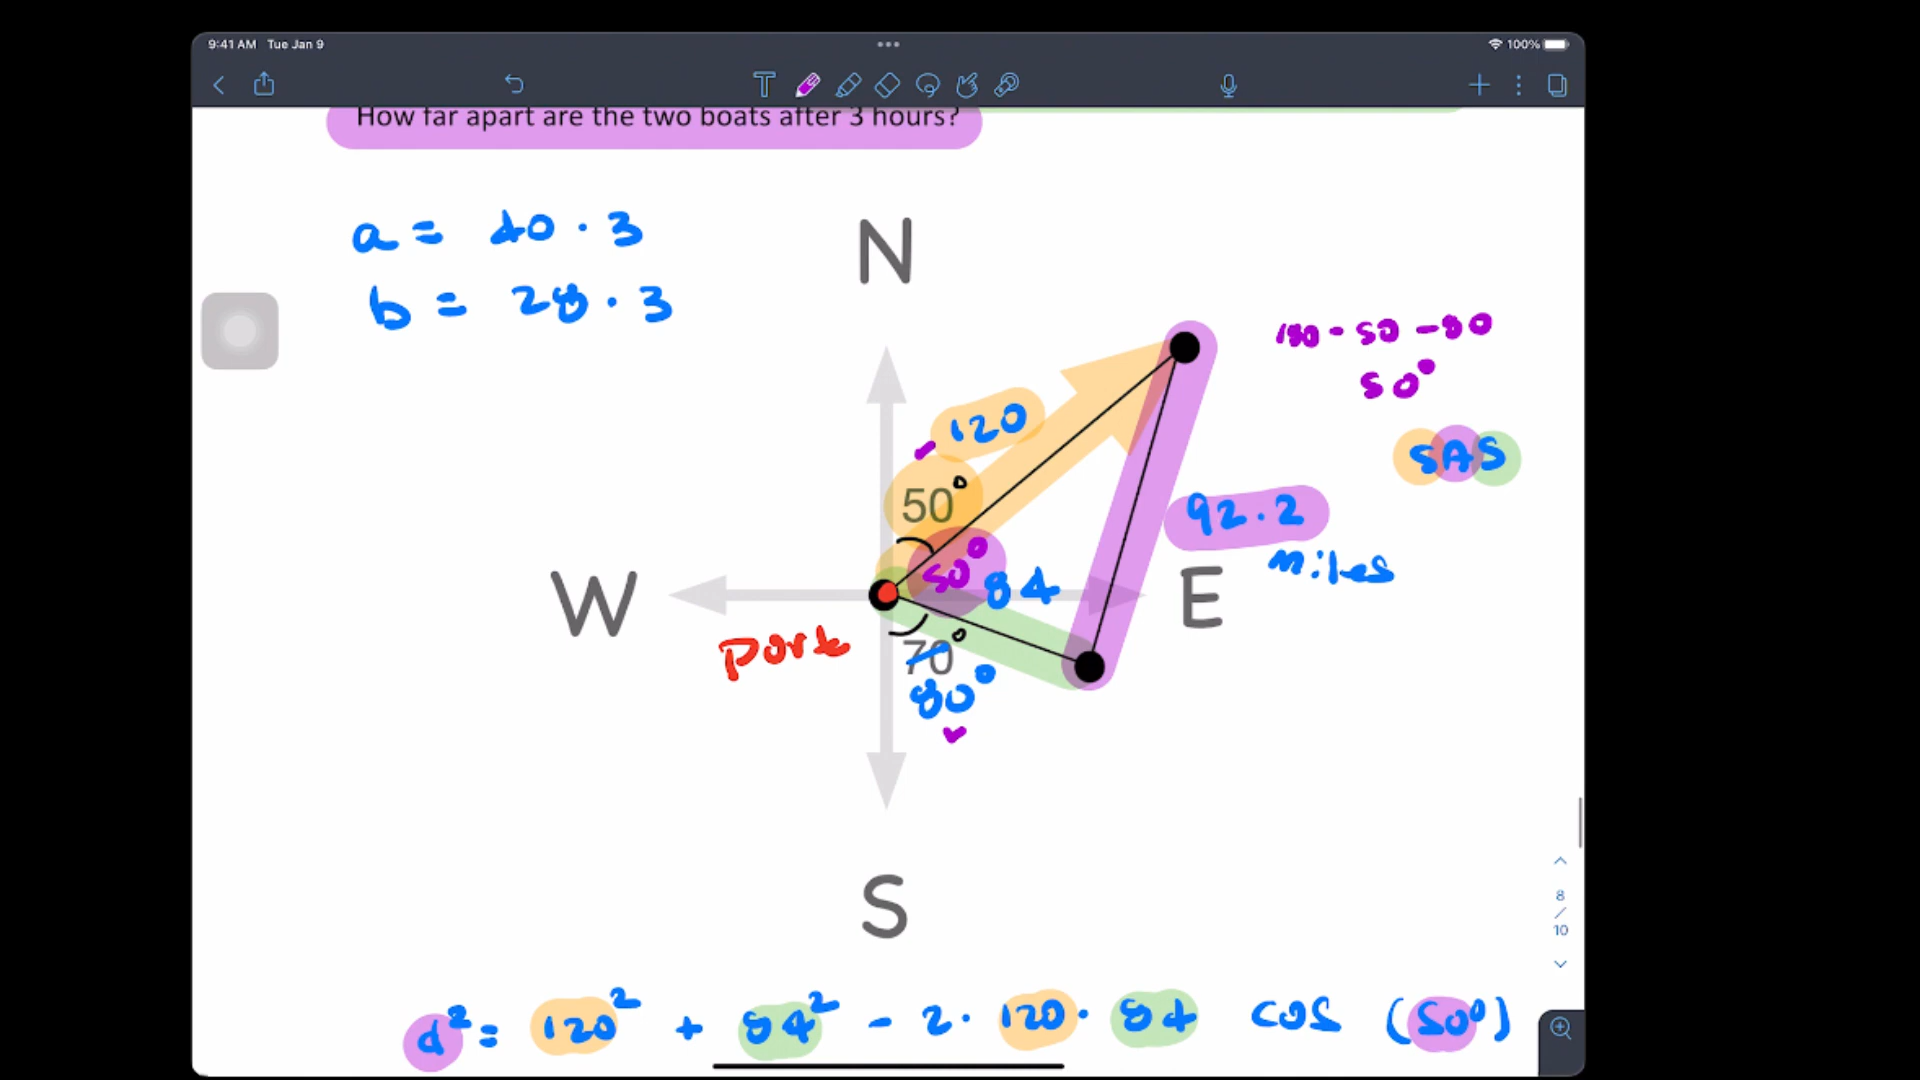 9:41 AM Tue Jan 9
100%
How far apart are the two boats after 3 hours?
a = 40 · 3
b = 28 · 3
N
180 - 50 - 80
50°
120
SAS
50°
92.2
miles
50°
84
W
E
port
70°
80°
S
8
/
10
d² = 120² + 84² - 2 · 120 · 84 cos (50°)